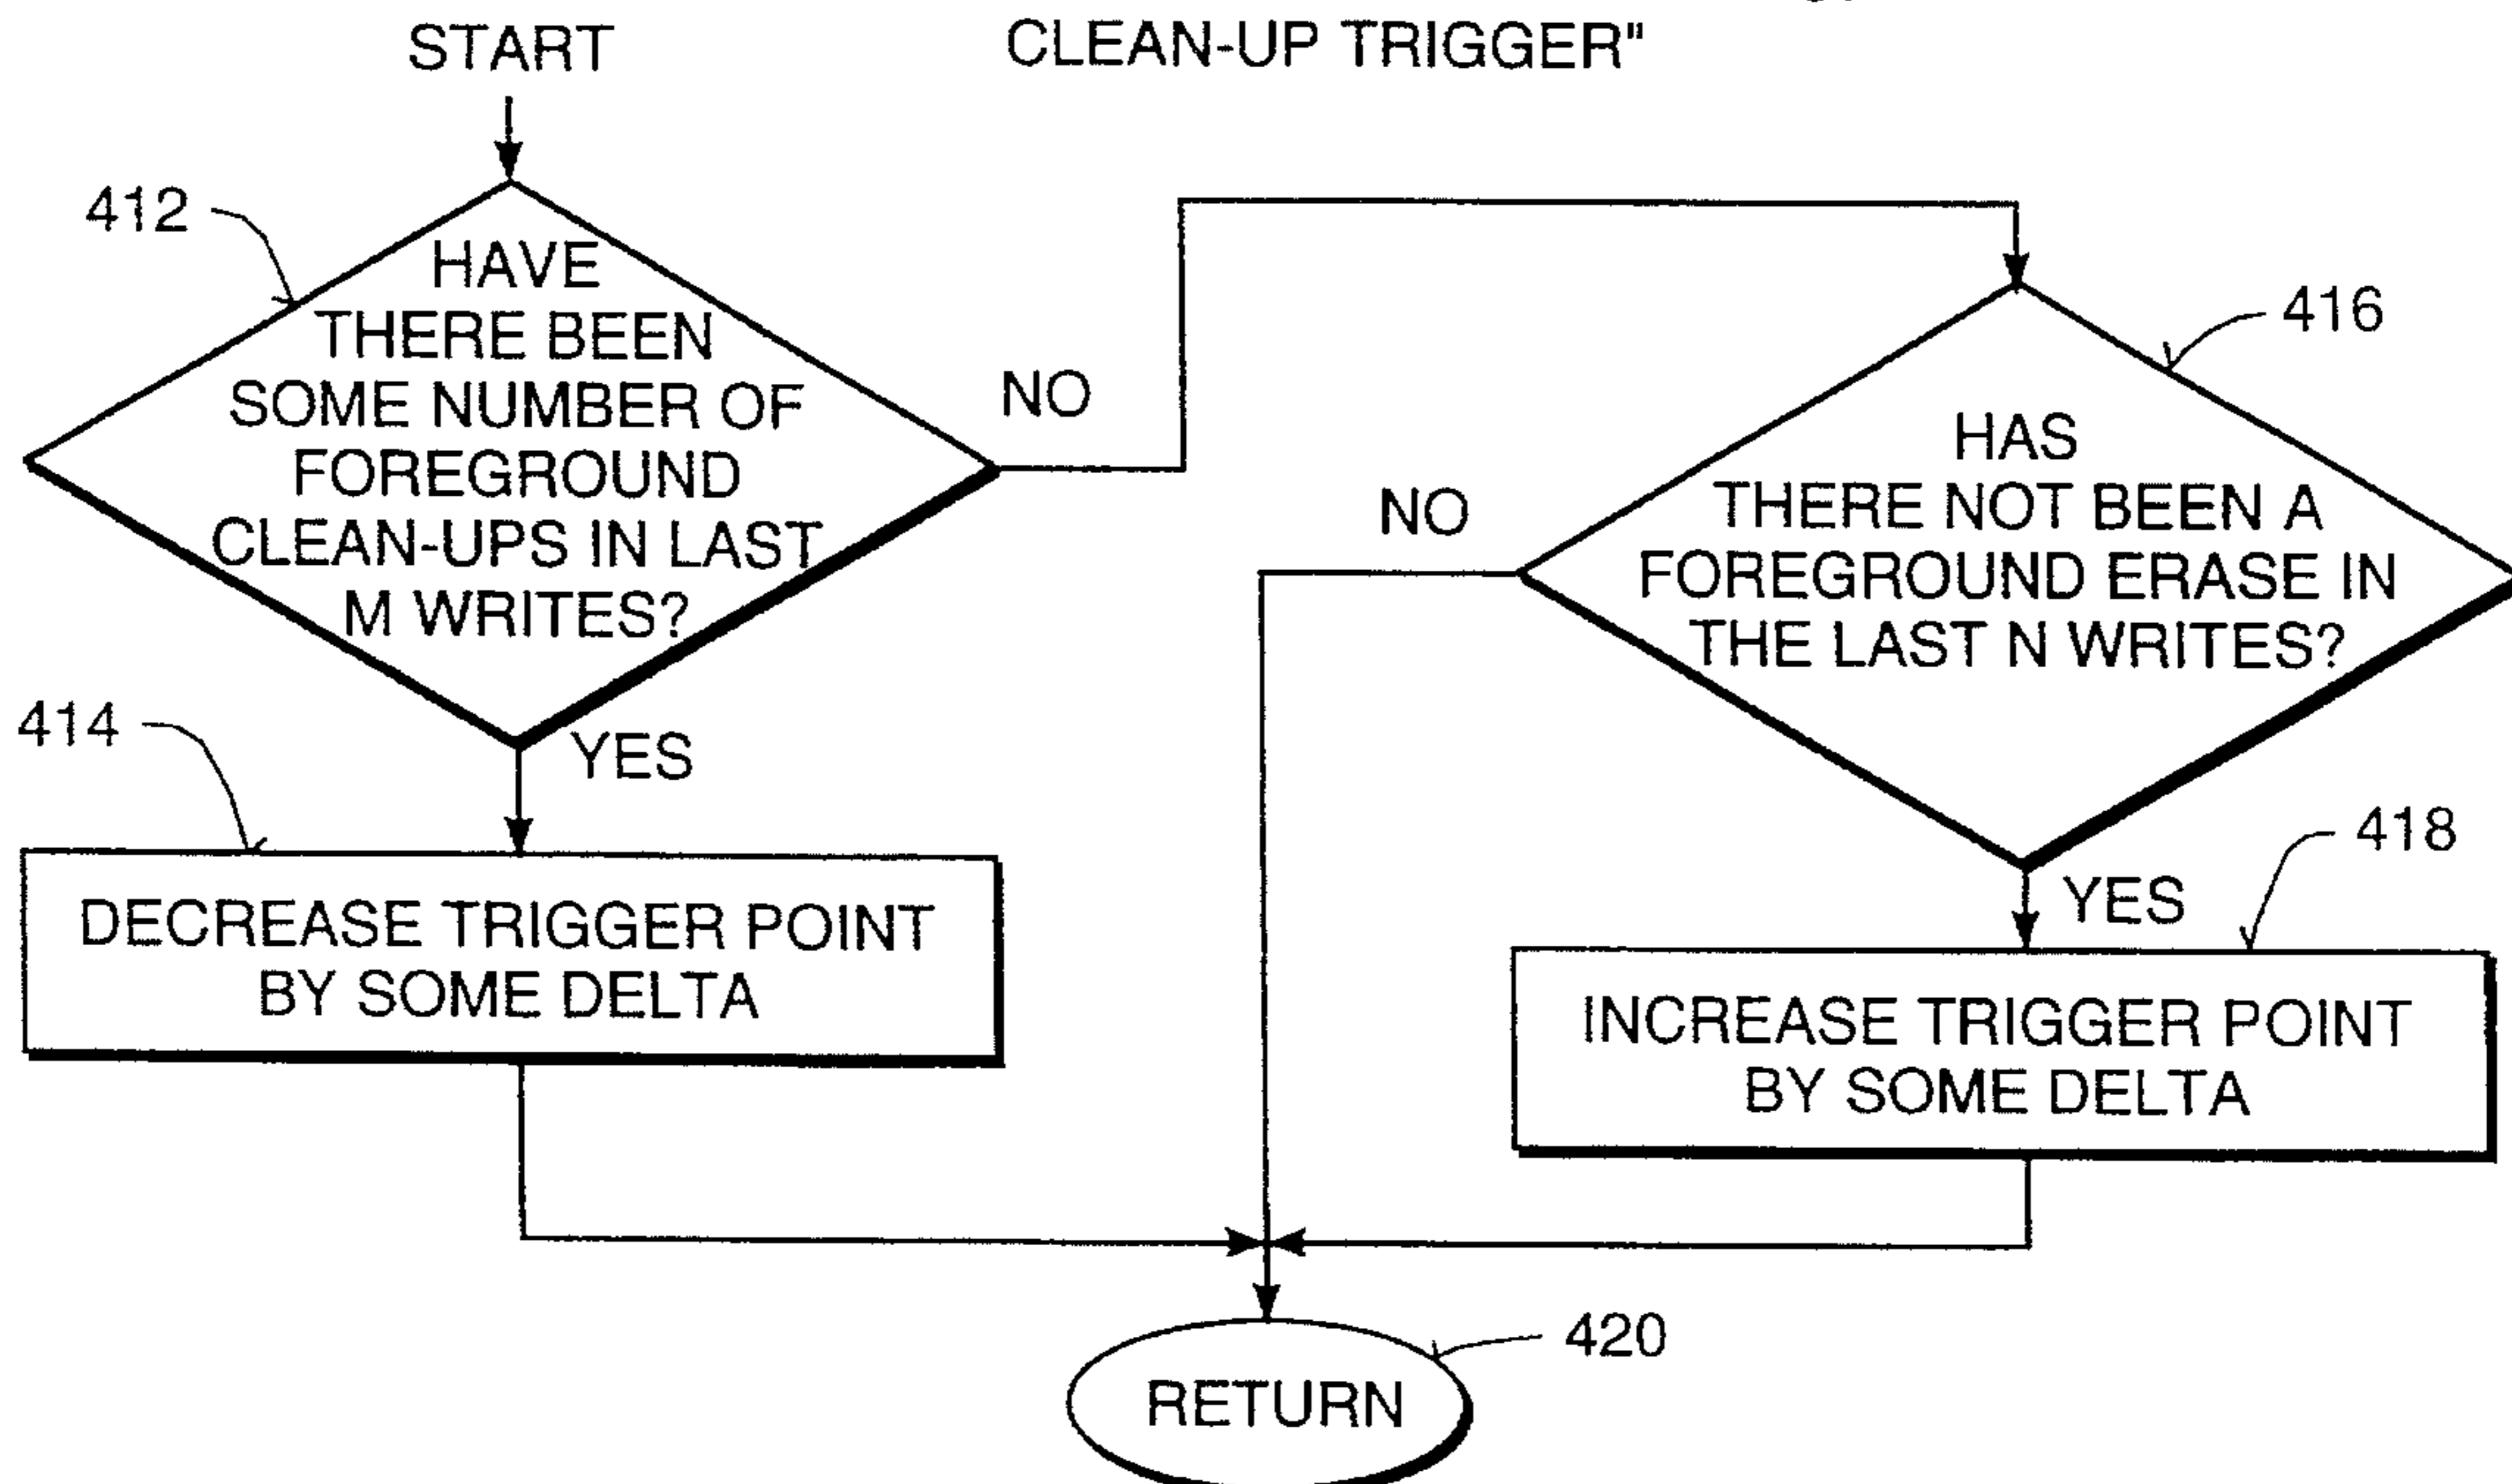 START
CLEAN-UP TRIGGER"
412
HAVE
THERE BEEN
SOME NUMBER OF
FOREGROUND
CLEAN-UPS IN LAST
M WRITES?
NO
416
HAS
THERE NOT BEEN A
FOREGROUND ERASE IN
THE LAST N WRITES?
NO
414
YES
DECREASE TRIGGER POINT
BY SOME DELTA
418
YES
INCREASE TRIGGER POINT
BY SOME DELTA
420
RETURN